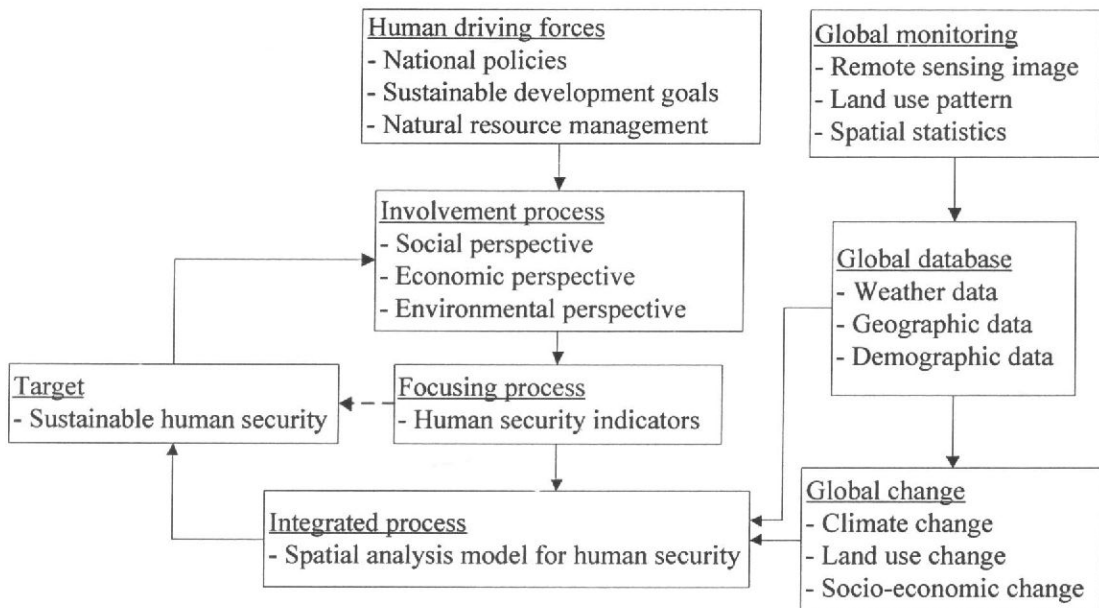 Human driving forces
- National policies
- Sustainable development goals
- Natural resource management
Global monitoring
- Remote sensing image
- Land use pattern
- Spatial statistics
Involvement process
- Social perspective
- Economic perspective
- Environmental perspective
Global database
- Weather data
- Geographic data
- Demographic data
Target
- Sustainable human security
Focusing process
- Human security indicators
Integrated process
- Spatial analysis model for human security
Global change
- Climate change
- Land use change
- Socio-economic change